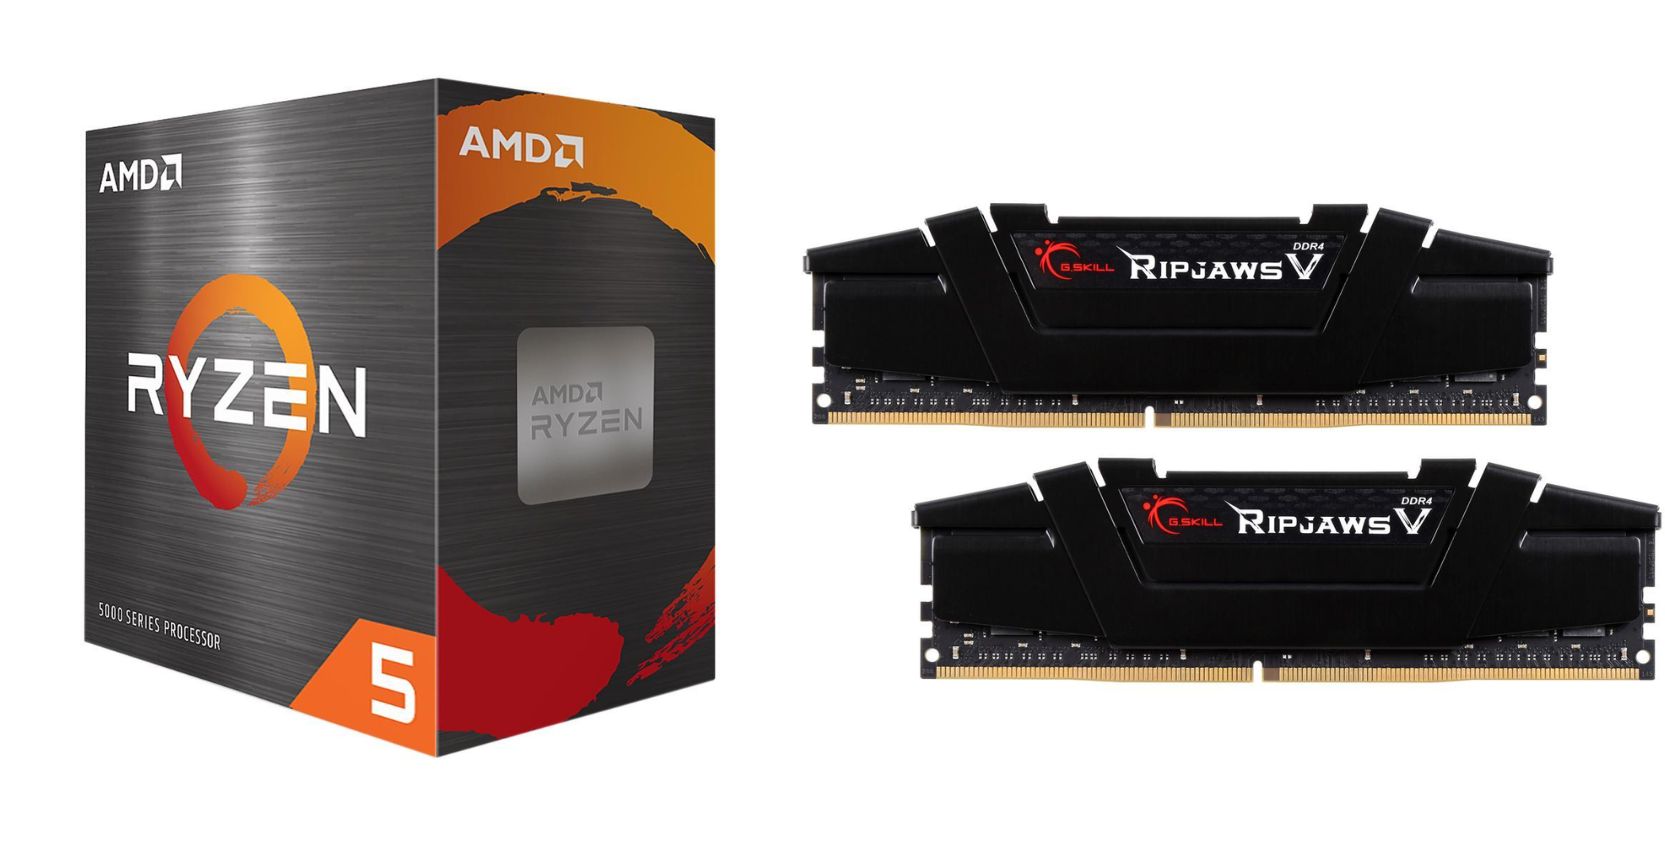 AMD
RYZEN
5000 SERIES PROCESSOR
5
AMD
AMD
RYZEN
G.SKILL
RIPJAWS V
DDR4
G.SKILL
RIPJAWS V
DDR4